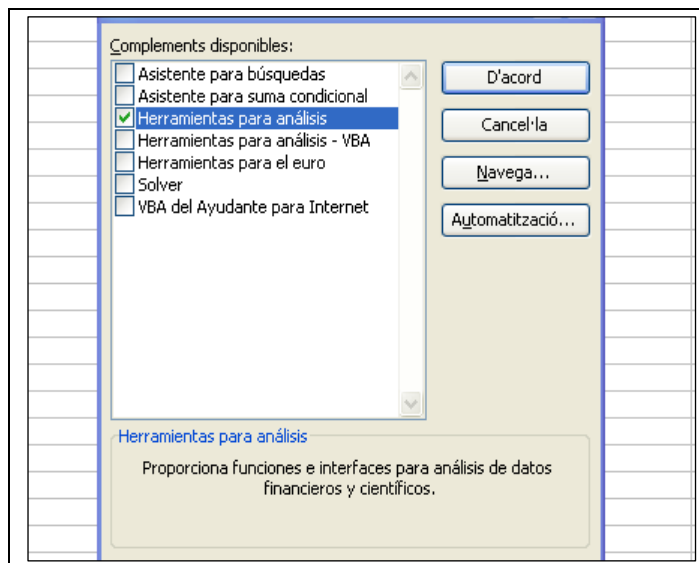 Complements disponibles:
Asistente para búsquedas
Asistente para suma condicional
Herramientas para análisis
Herramientas para análisis - VBA
Herramientas para el euro
Solver
VBA del Ayudante para Internet
D'acord
Cancel·la
Navega...
Automatització...
Herramientas para análisis
Proporciona funciones e interfaces para análisis de datos
financieros y científicos.